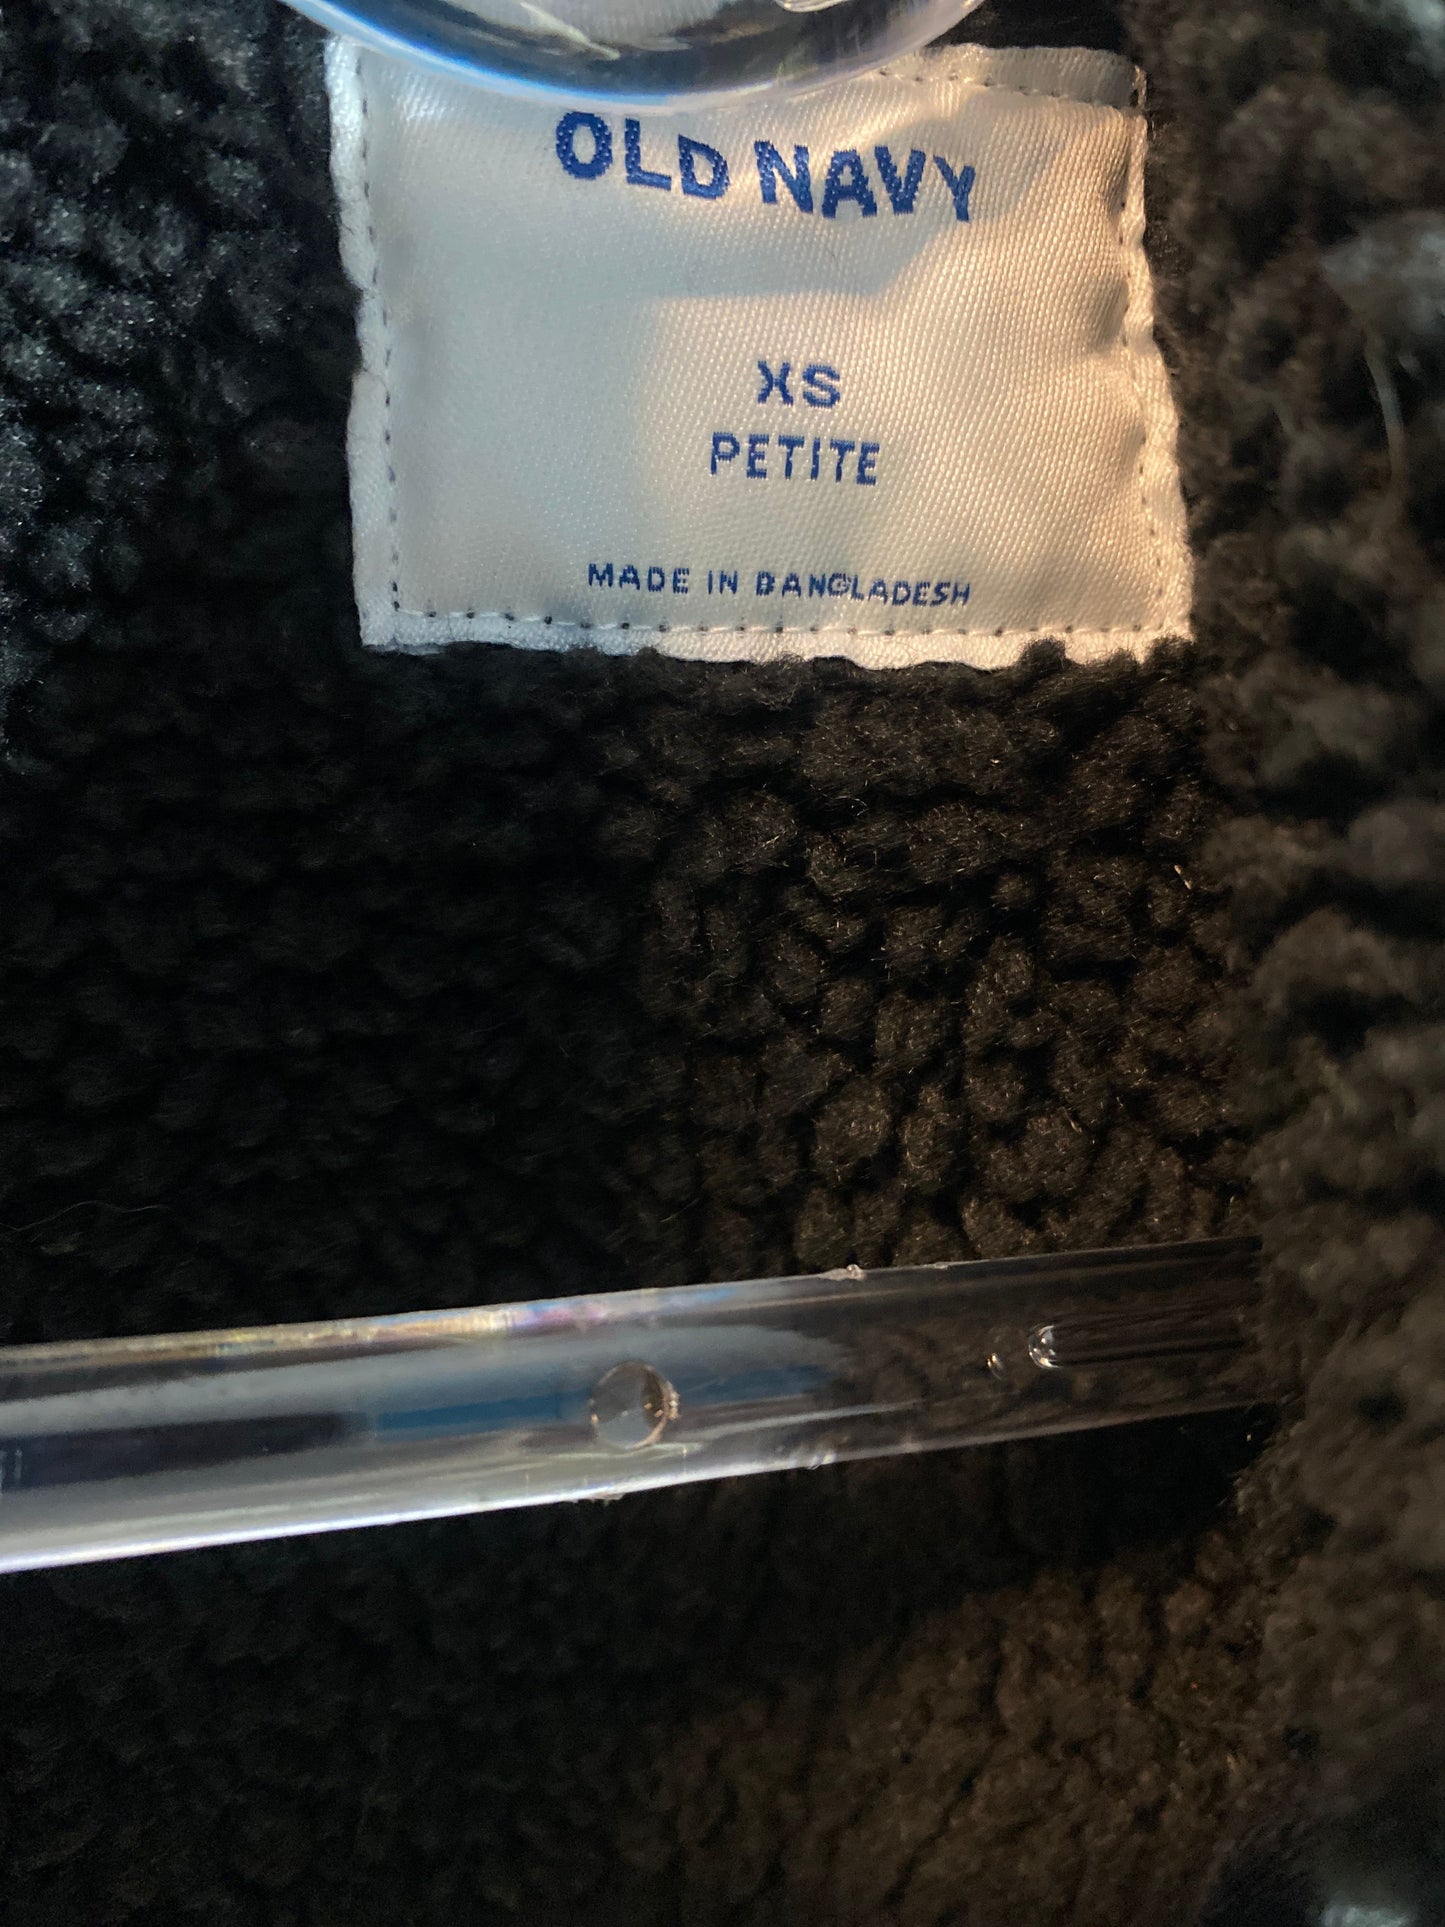 OLD NAVY
XS
PETITE
MADE IN BANGLADESH